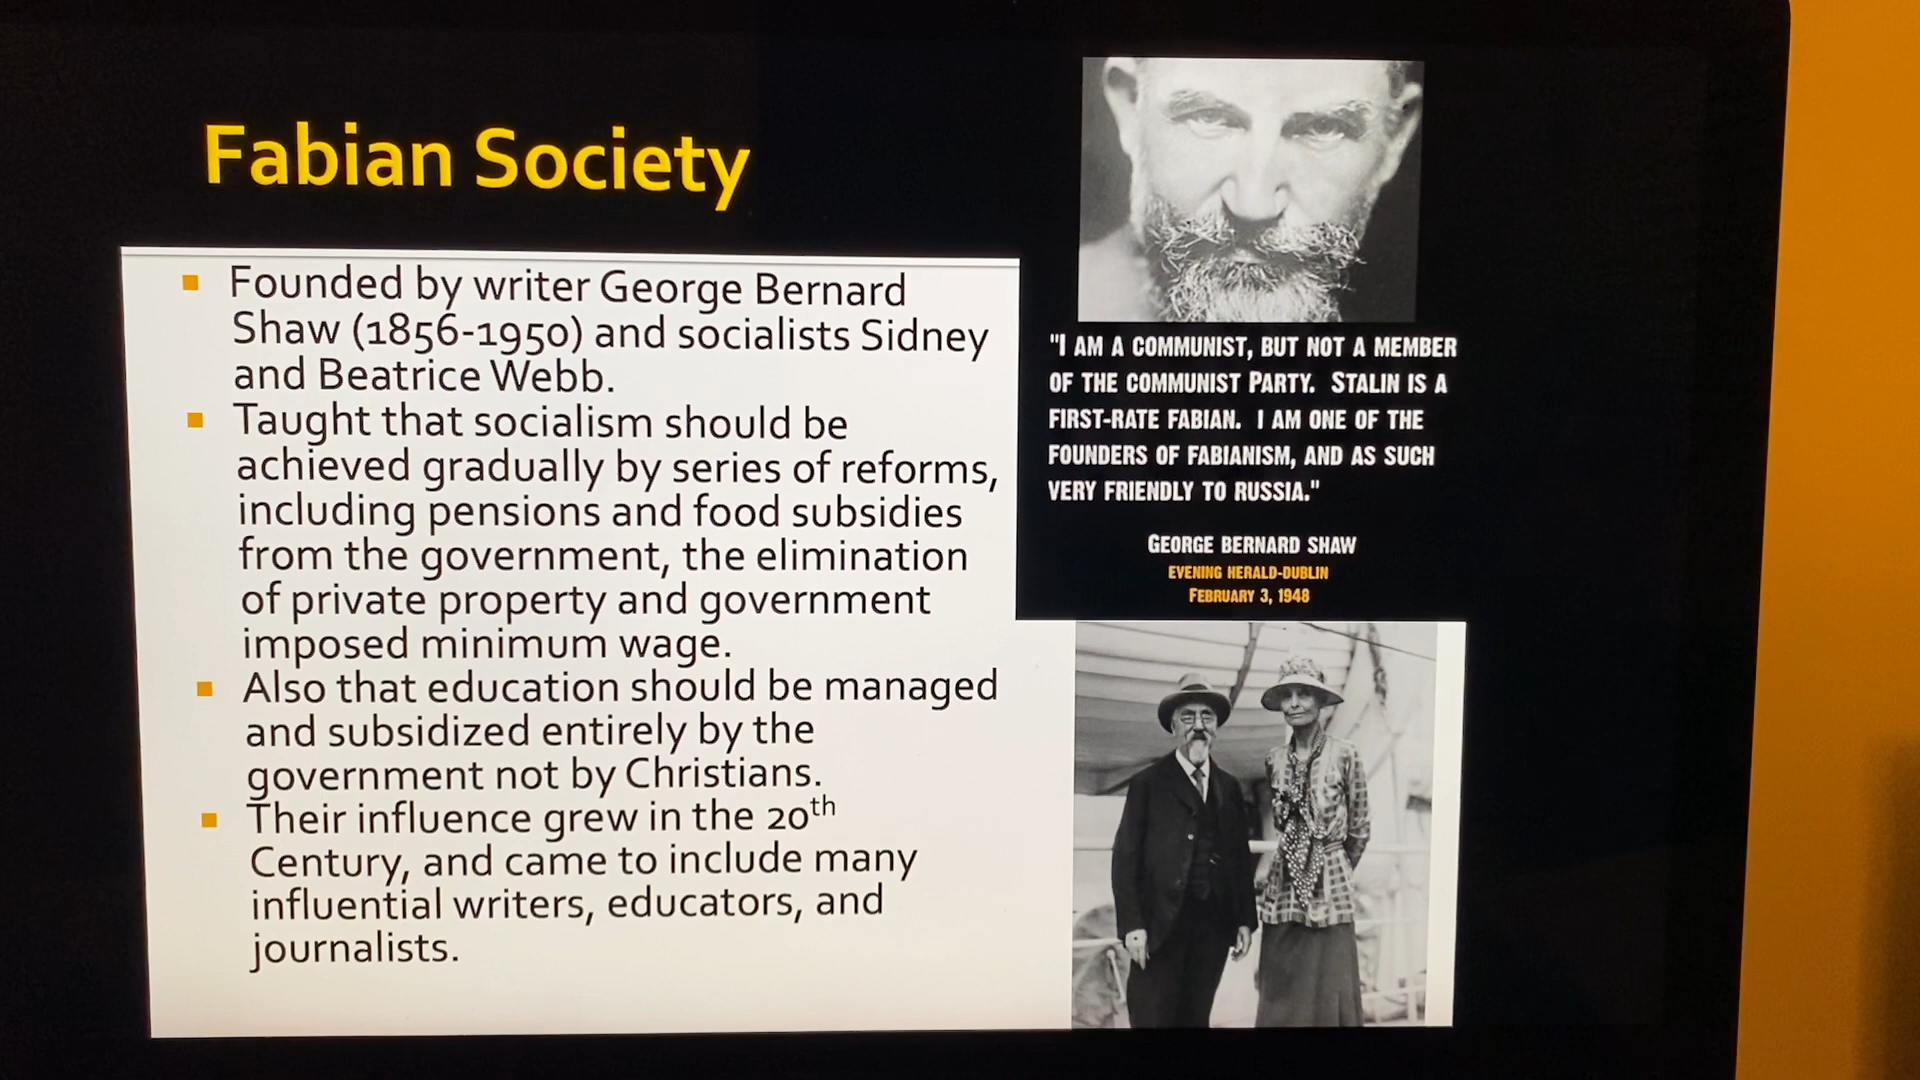 Fabian Society
Founded by writer George Bernard
Shaw (1856-1950) and socialists Sidney
and Beatrice Webb.
Taught that socialism should be
achieved gradually by series of reforms,
including pensions and food subsidies
from the government, the elimination
of private property and government
imposed minimum wage.
Also that education should be managed
and subsidized entirely by the
government not by Christians.
Their influence grew in the 20th
Century, and came to include many
influential writers, educators, and
journalists.
"I AM A COMMUNIST, BUT NOT A MEMBER
OF THE COMMUNIST PARTY. STALIN IS A
FIRST-RATE FABIAN. I AM ONE OF THE
FOUNDERS OF FABIANISM, AND AS SUCH
VERY FRIENDLY TO RUSSIA."
GEORGE BERNARD SHAW
EVENING HERALD-DUBLIN
FEBRUARY 3, 1948